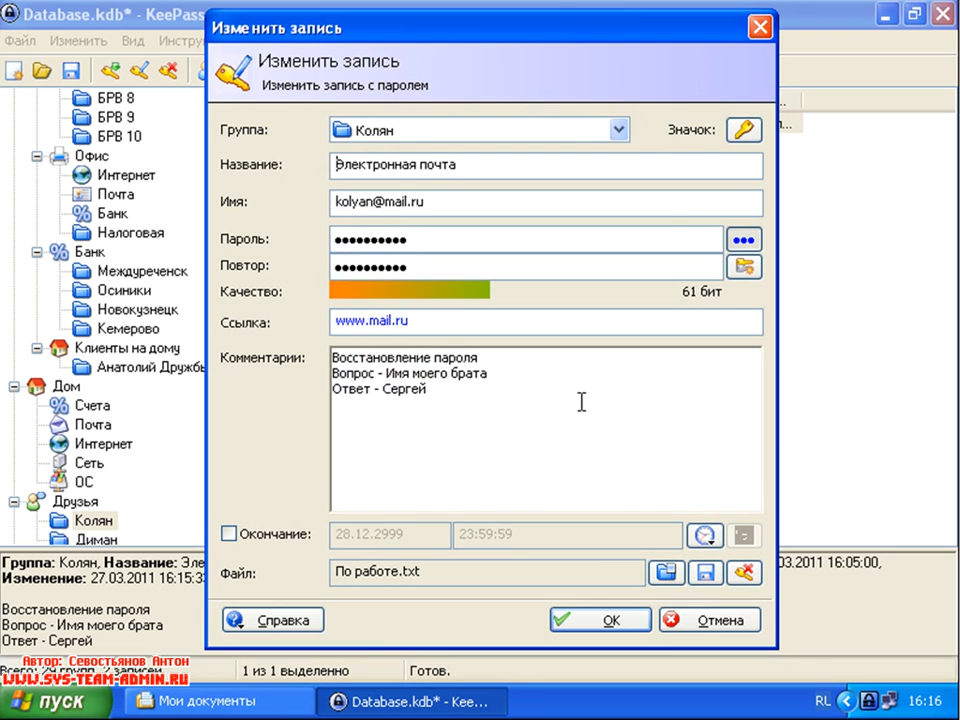 Database.kdb* - KeePass
Файл Изменить Вид Инстру
БРВ 8
БРВ 9
БРВ 10
Офис
Интернет
Почта
Банк
Налоговая
Банк
Междуреченск
Осиники
Новокузнецк
Кемерово
Клиенты на дому
Анатолий Дружбы
Дом
Счета
Почта
Интернет
Сеть
ОС
Друзья
Колян
Диман
Изменить запись
Изменить запись
Изменить запись с паролем
Группа: Колян Значок:
Название: Электронная почта
Имя: kolyan@mail.ru
Пароль: ●●●●●●●●●●
Повтор: ●●●●●●●●●●
Качество: 61 бит
Ссылка: www.mail.ru
Комментарии: Восстановление пароля
Вопрос - Имя моего брата
Ответ - Сергей
Окончание: 28.12.2999 23:59:59
Файл: По работе.txt
Справка OK Отмена
Группа: Колян, Название: Эле 03.2011 16:05:00,
Изменение: 27.03.2011 16:15:3
Восстановление пароля
Вопрос - Имя моего брата
Ответ - Сергей
Автор: Севостьянов Антон
WWW.SYS-TEAM-ADMIN.RU
1 из 1 выделенно Готов.
пуск Мои документы Database.kdb* - Kee... RL 16:16